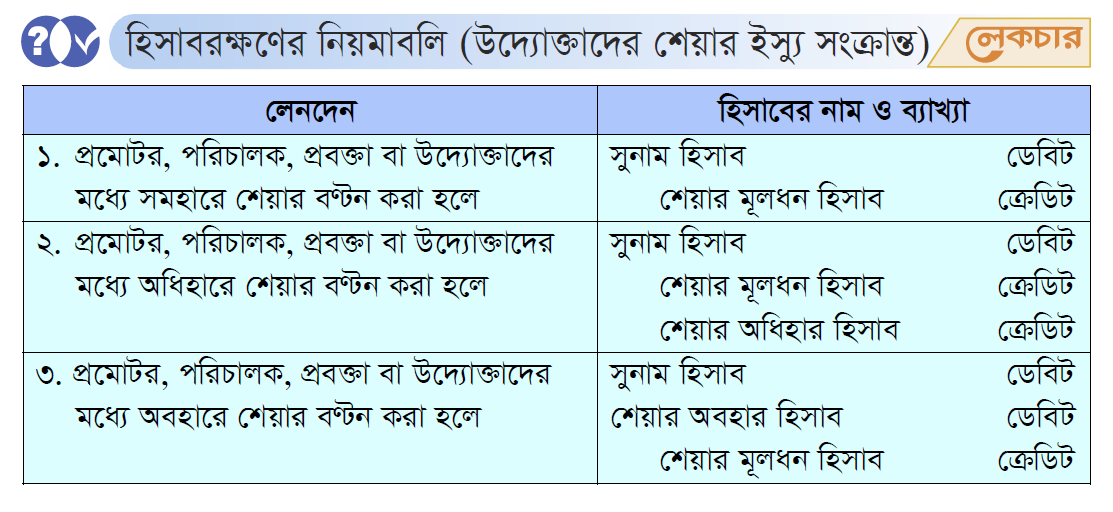 হিসাবরক্ষণের নিয়মাবলি (উদ্যোক্তাদের শেয়ার ইস্যু সংক্রান্ত)
লেকচার
লেনদেন
হিসাবের নাম ও ব্যাখ্যা
১. প্রমোটর, পরিচালক, প্রবক্তা বা উদ্যোক্তাদের
মধ্যে সমহারে শেয়ার বণ্টন করা হলে
সুনাম হিসাব ডেবিট
শেয়ার মূলধন হিসাব ক্রেডিট
২. প্রমোটর, পরিচালক, প্রবক্তা বা উদ্যোক্তাদের
মধ্যে অধিহারে শেয়ার বণ্টন করা হলে
সুনাম হিসাব ডেবিট
শেয়ার মূলধন হিসাব ক্রেডিট
শেয়ার অধিহার হিসাব ক্রেডিট
৩. প্রমোটর, পরিচালক, প্রবক্তা বা উদ্যোক্তাদের
মধ্যে অবহারে শেয়ার বণ্টন করা হলে
সুনাম হিসাব ডেবিট
শেয়ার অবহার হিসাব ডেবিট
শেয়ার মূলধন হিসাব ক্রেডিট